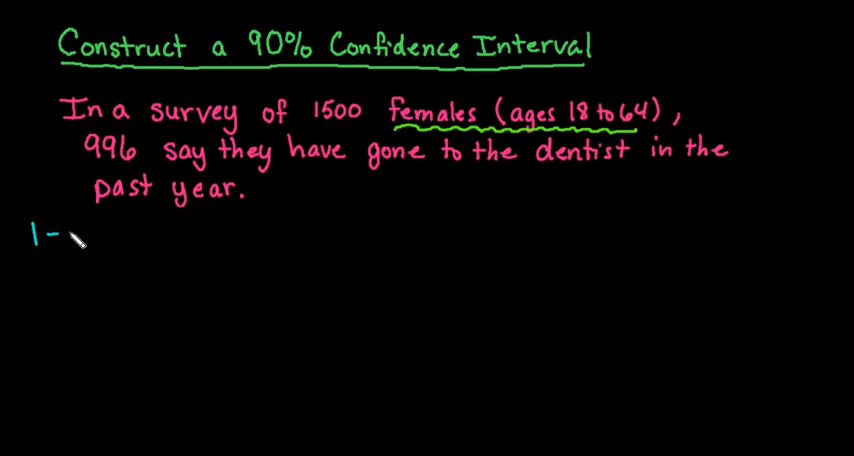 Construct a 90% Confidence Interval
In a survey of 1500 females (ages 18 to 64),
996 say they have gone to the dentist in the
past year.
1 -